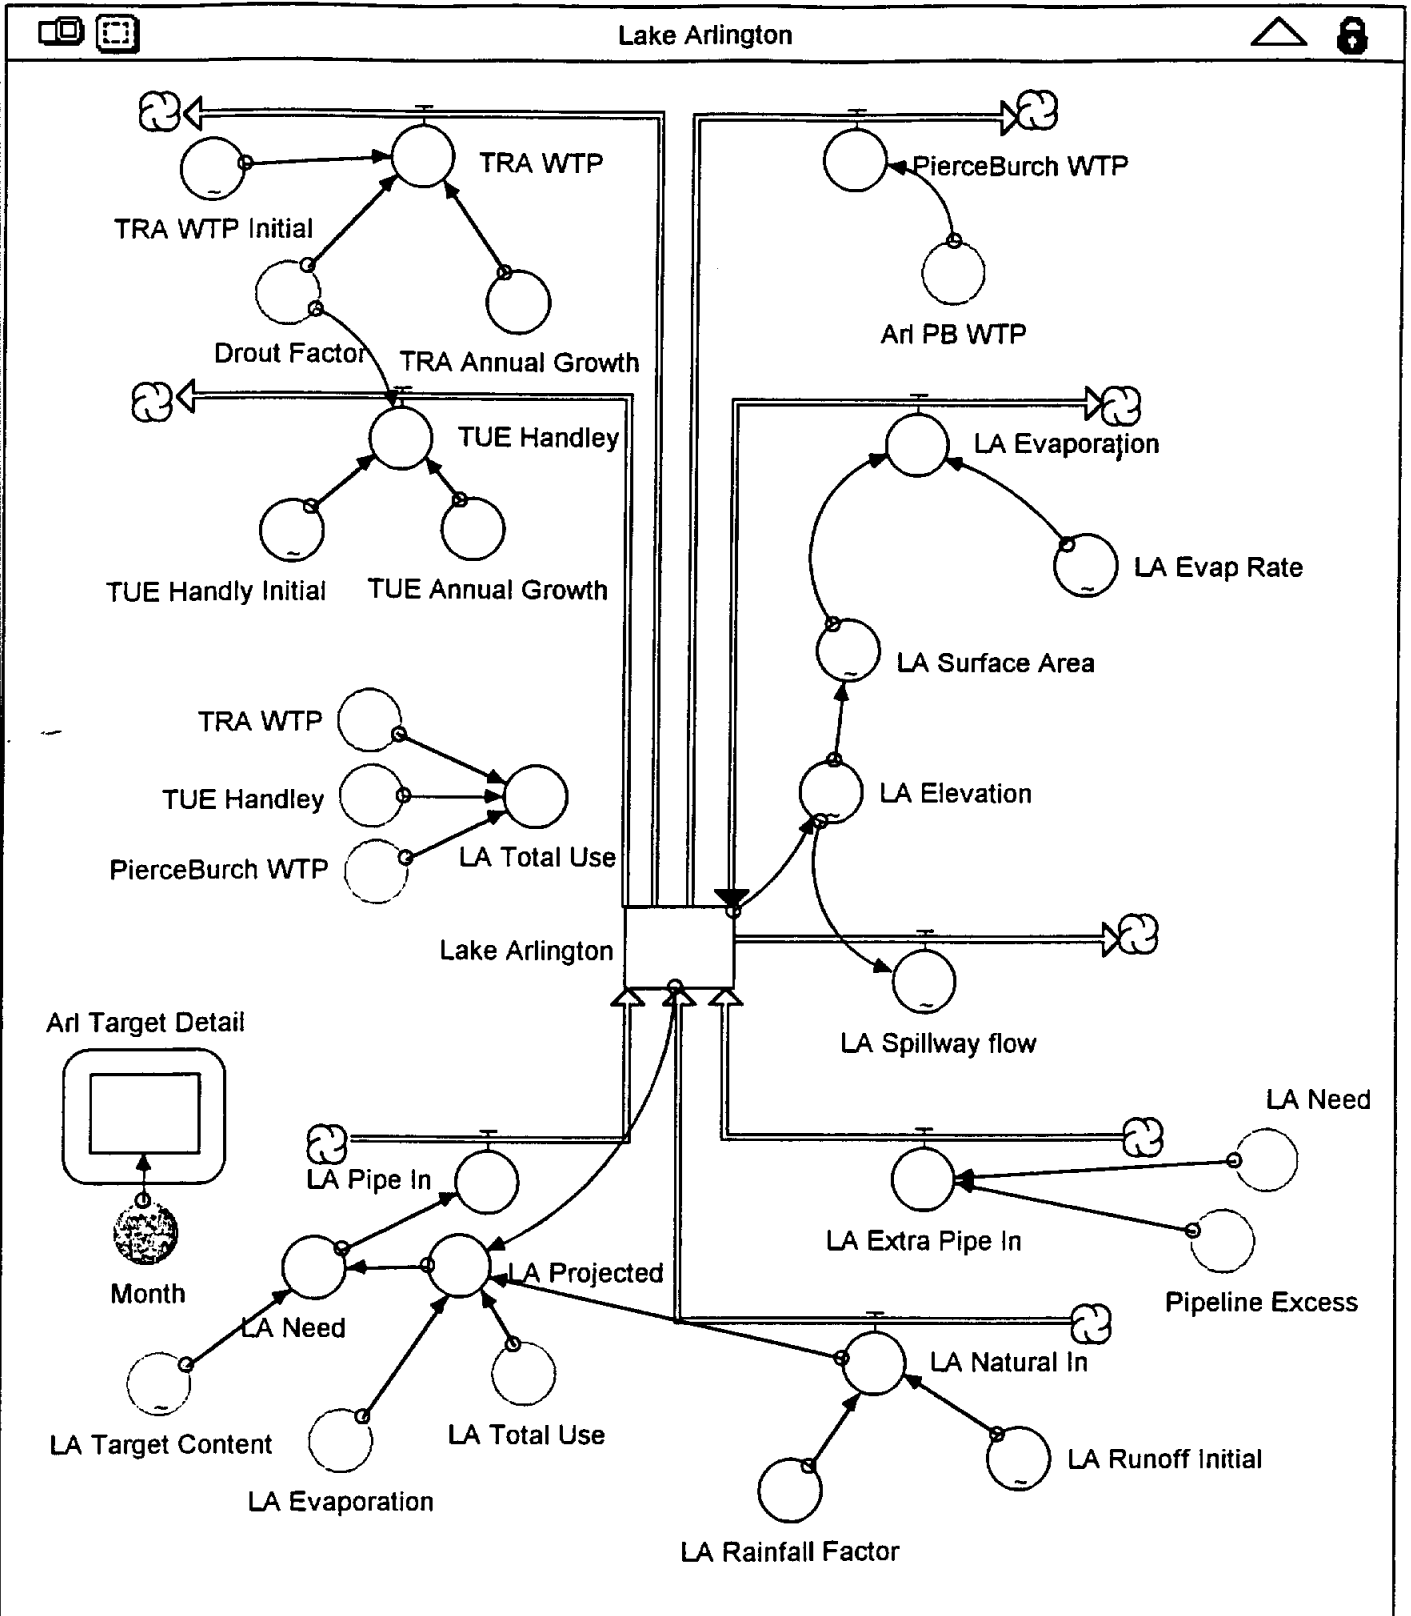 Lake Arlington
TRA WTP
PierceBurch WTP
TRA WTP Initial
Arl PB WTP
Drout Factor
TRA Annual Growth
TUE Handley
LA Evaporation
LA Evap Rate
TUE Handly Initial
TUE Annual Growth
LA Surface Area
TRA WTP
TUE Handley
LA Elevation
LA Total Use
PierceBurch WTP
Lake Arlington
Arl Target Detail
LA Spillway flow
LA Need
LA Pipe In
LA Extra Pipe In
LA Projected
Month
Pipeline Excess
LA Need
LA Natural In
LA Total Use
LA Target Content
LA Runoff Initial
LA Evaporation
LA Rainfall Factor